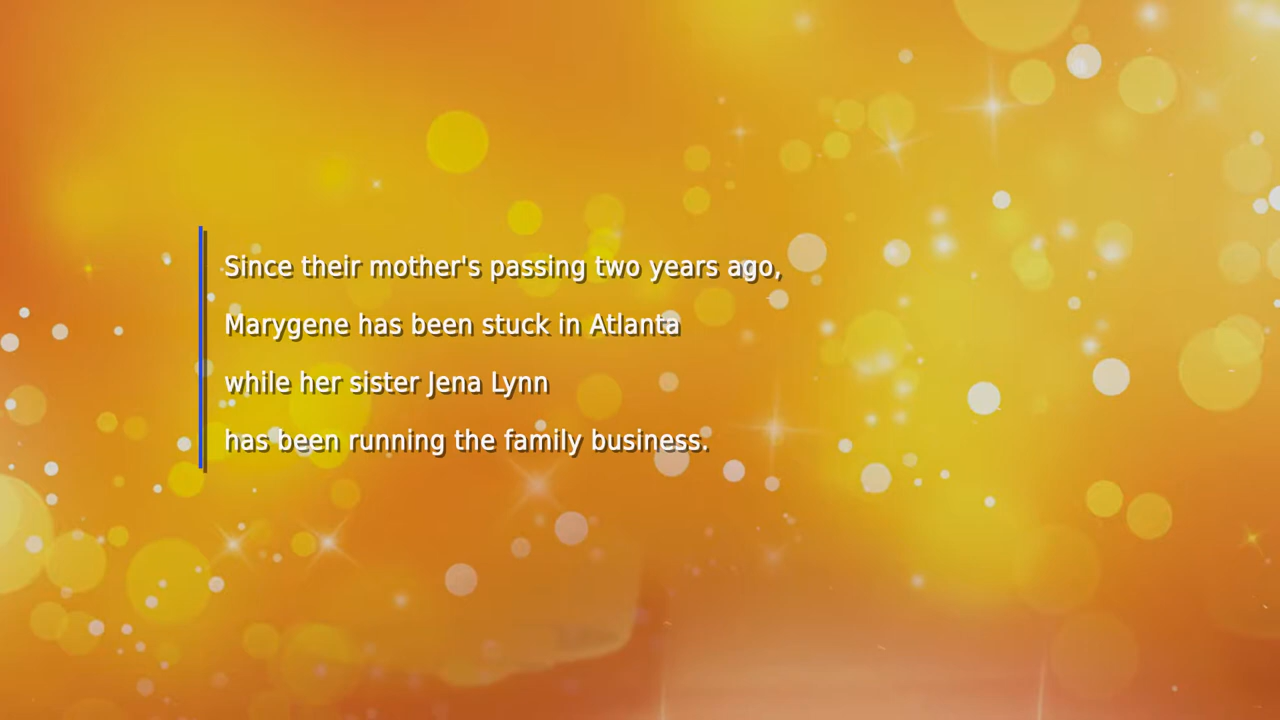 Since their mother's passing two years ago,
Marygene has been stuck in Atlanta
while her sister Jena Lynn
has been running the family business.